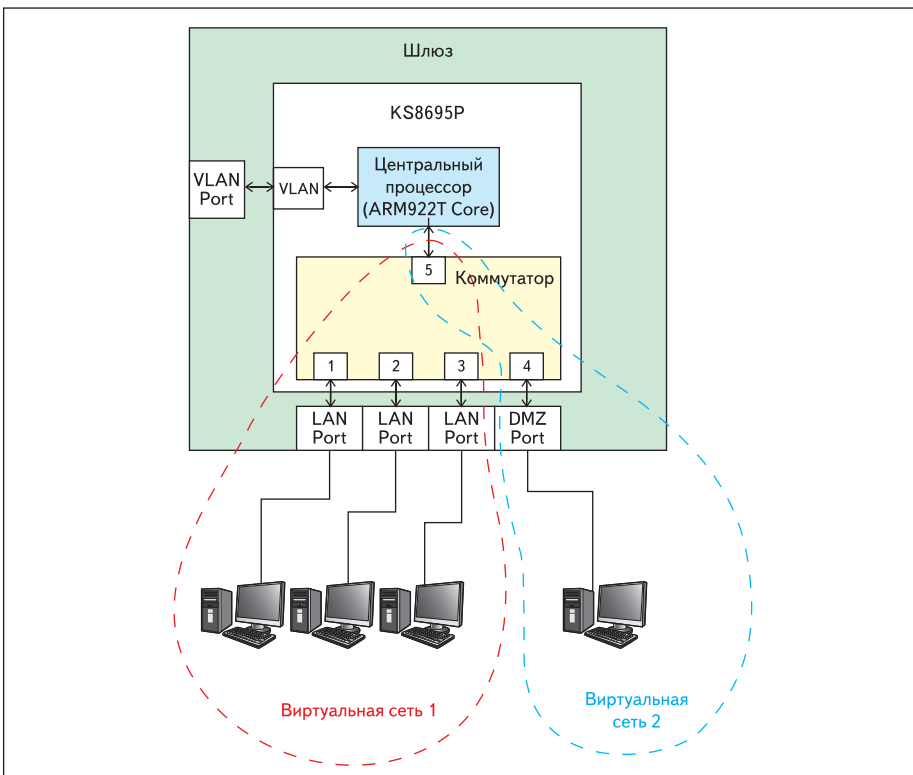 Шлюз
KS8695P
Центральный
процессор
(ARM922T Core)
VLAN
Port
VLAN
5
Коммутатор
1
2
3
4
LAN
Port
LAN
Port
LAN
Port
DMZ
Port
Виртуальная сеть 1
Виртуальная
сеть 2